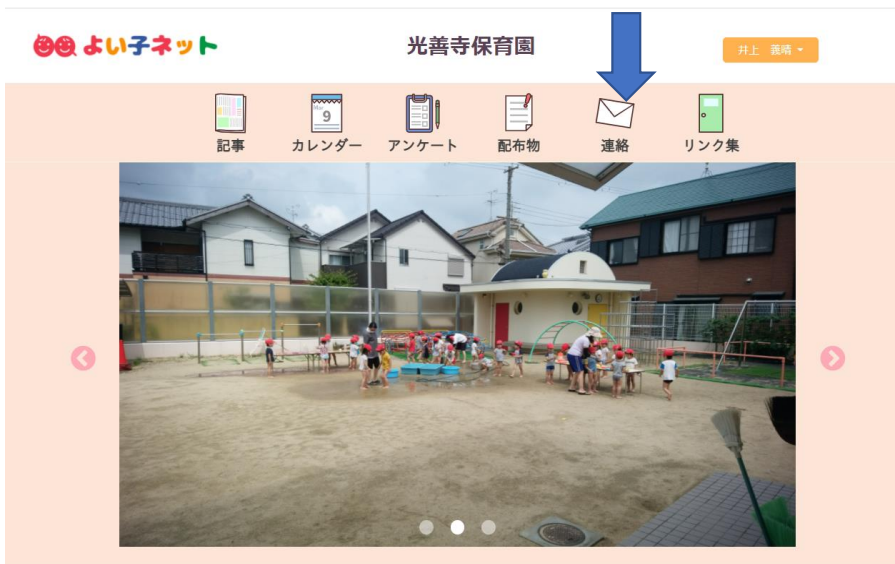 よい子ネット
光善寺保育園
井上 義晴
Mar
9
記事
カレンダー
アンケート
配布物
連絡
リンク集